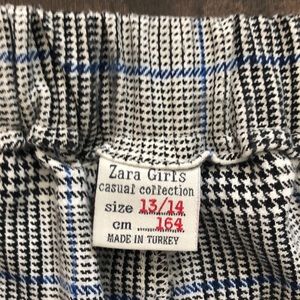 Zara Girls
casual collection
size 13/14
cm 164
MADE IN TURKEY